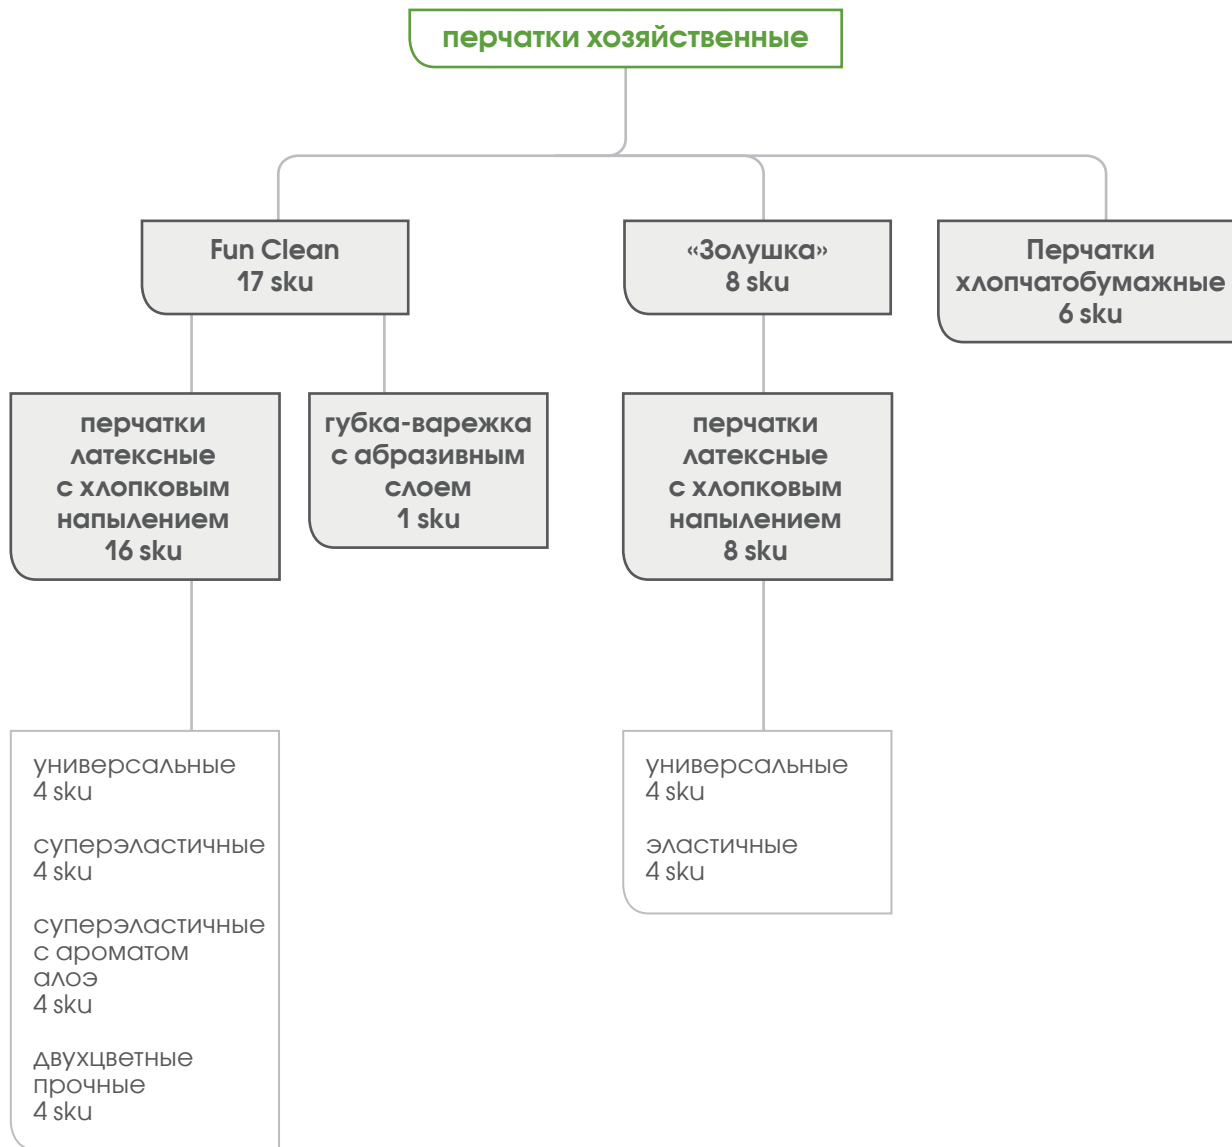 перчатки хозяйственные
Fun Clean
17 sku
«Золушка»
8 sku
Перчатки
хлопчатобумажные
6 sku
перчатки
латексные
с хлопковым
напылением
16 sku
губка-варежка
с абразивным
слоем
1 sku
перчатки
латексные
с хлопковым
напылением
8 sku
универсальные
4 sku
суперэластичные
4 sku
суперэластичные
с ароматом
алоэ
4 sku
двухцветные
прочные
4 sku
универсальные
4 sku
эластичные
4 sku